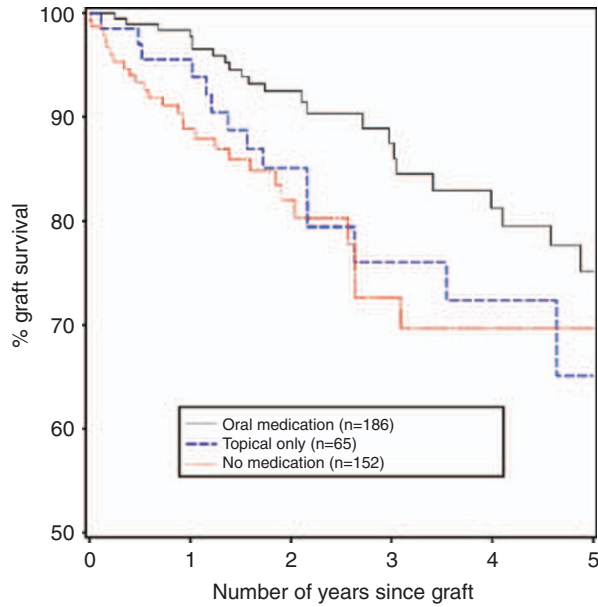 100
90
80
70
60
50
% graft survival
Oral medication (n=186)
Topical only (n=65)
No medication (n=152)
0 1 2 3 4 5
Number of years since graft